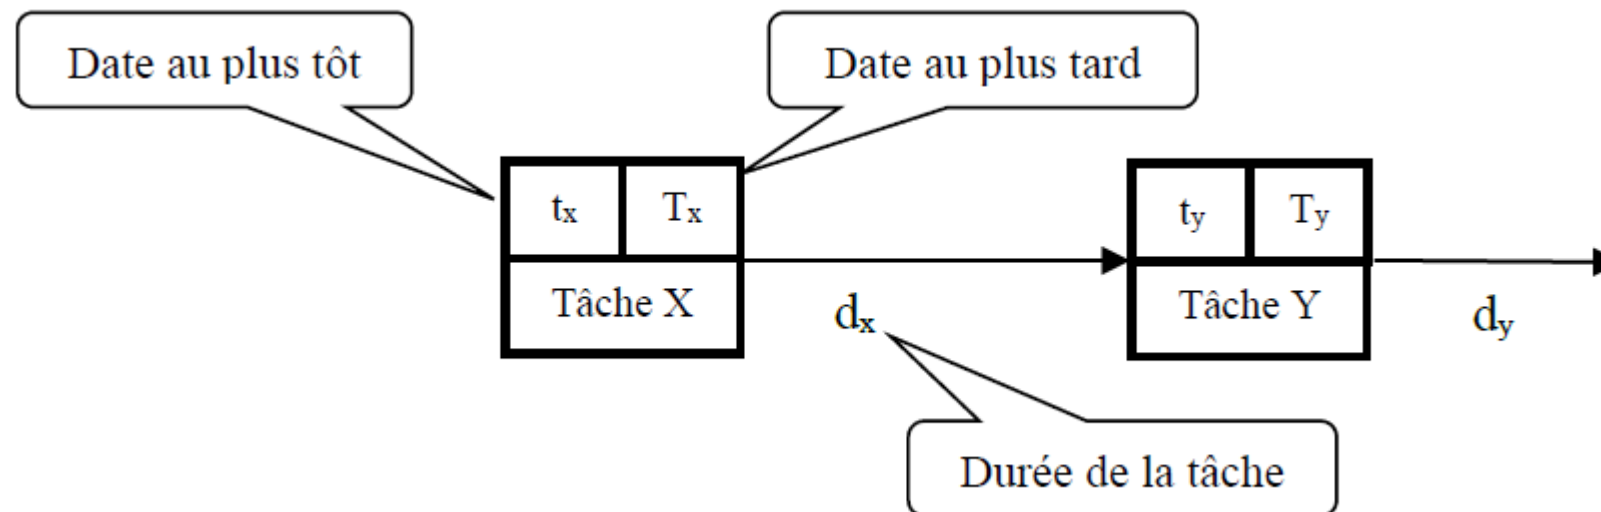 Date au plus tôt
Date au plus tard
tx
Tx
ty
Ty
Tâche X
dx
Tâche Y
dy
Durée de la tâche